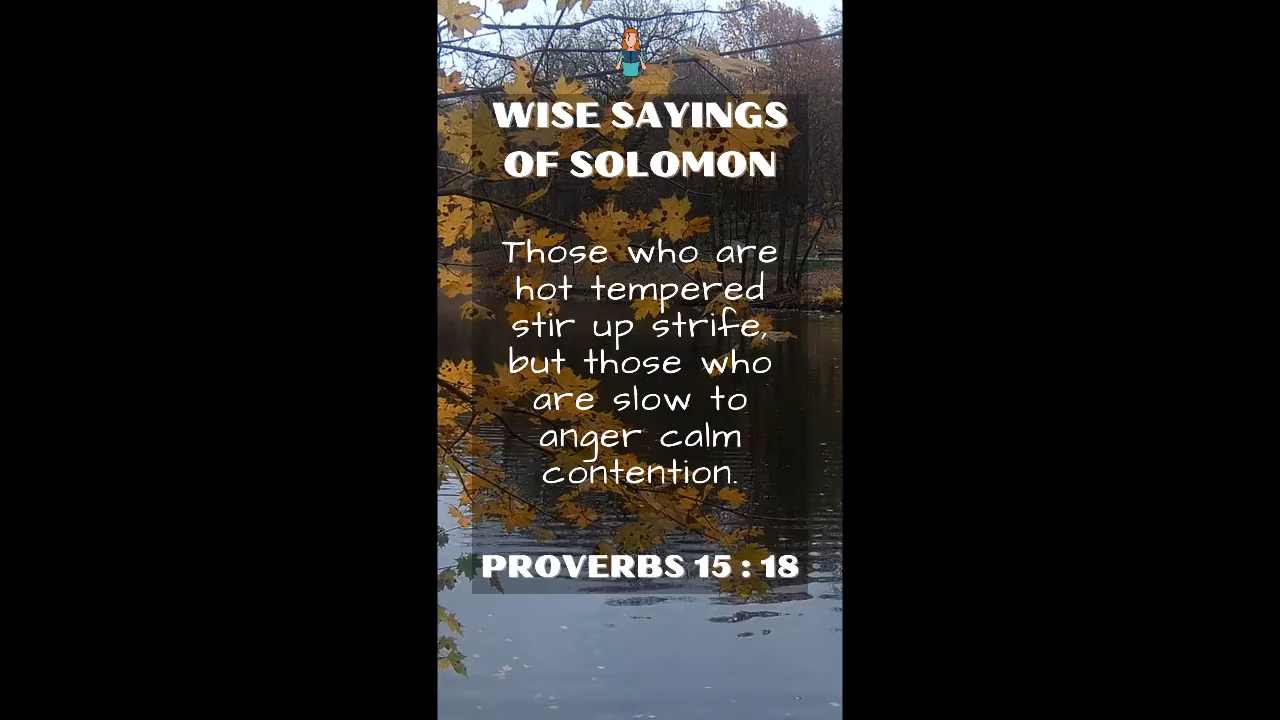 WISE SAYINGS
OF SOLOMON
Those who are
hot tempered
stir up strife,
but those who
are slow to
anger calm
contention.
PROVERBS 15 : 18